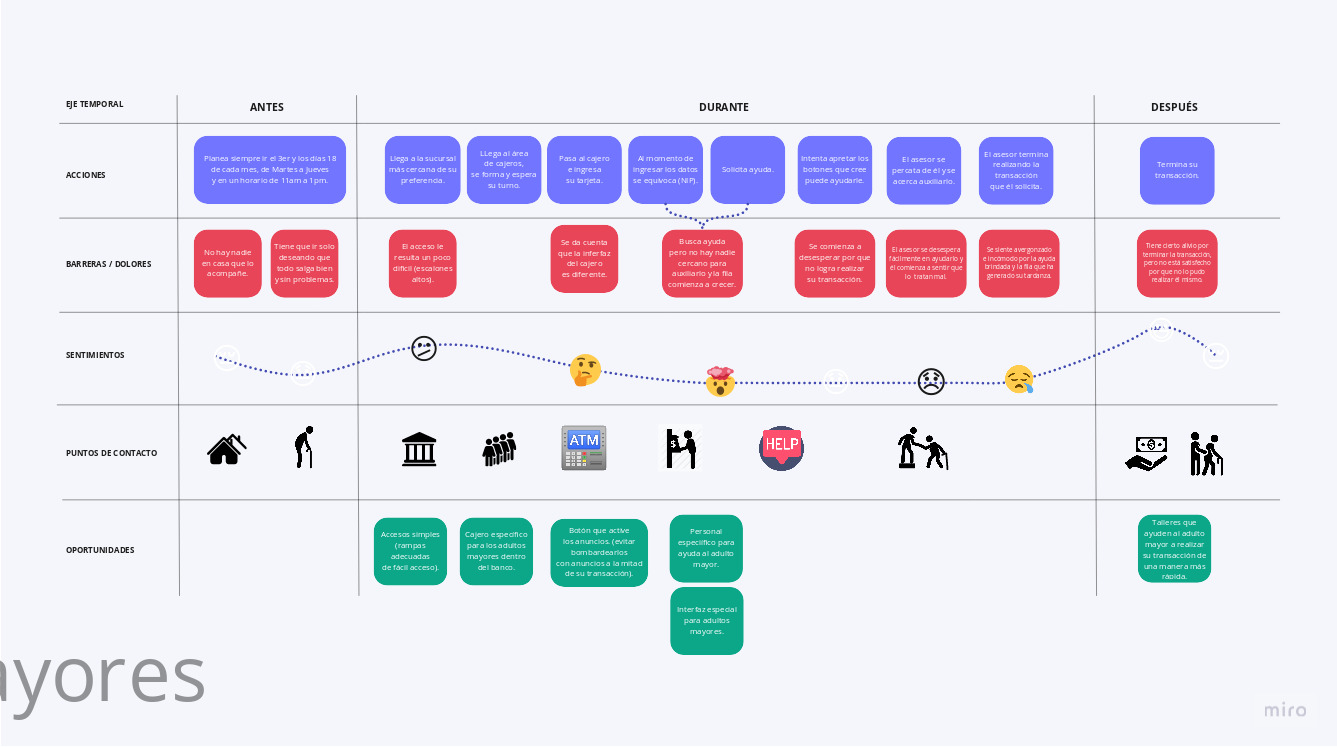 EJE TEMPORAL
ANTES
DURANTE
DESPUÉS
ACCIONES
Planea siempre ir el 3er y los días 18
de cada mes, de Martes a Jueves
y en un horario de 11am a 1pm.
Llega a la sucursal
más cercana de su
preferencia.
LLega al área
de cajeros,
se forma y espera
su turno.
Pasa al cajero
e ingresa
su tarjeta.
Al momento de
ingresar los datos
se equivoca (NIP).
Solicita ayuda.
Intenta apretar los
botones que cree
puede ayudarle.
El asesor se
percata de él y se
acerca auxiliarlo.
El asesor termina
realizando la
transacción
que él solicita.
Termina su
transacción.
BARRERAS / DOLORES
No hay nadie
en casa que lo
acompañe.
Tiene que ir solo
deseando que
todo salga bien
y sin problemas.
El acceso le
resulta un poco
difícil (escalones
altos).
Se da cuenta
que la interfaz
del cajero
es diferente.
Busca ayuda
pero no hay nadie
cercano para
auxiliarlo y la fila
comienza a crecer.
Se comienza a
desesperar por que
no logra realizar
su transacción.
El asesor se desespera
fácilmente en ayudarlo y
él comienza a sentir que
lo tratan mal.
Se siente avergonzado
e incómodo por la ayuda
brindada y la fila que ha
generado su tardanza.
Tiene cierto alivio por
terminar la transacción,
pero no está satisfecho
por que no lo pudo
realizar él mismo.
SENTIMIENTOS
PUNTOS DE CONTACTO
ATM
HELP
OPORTUNIDADES
Accesos simples
(rampas
adecuadas
de fácil acceso).
Cajero específico
para los adultos
mayores dentro
del banco.
Botón que active
los anuncios. (evitar
bombardearlos
con anuncios a la mitad
de su transacción).
Personal
especiífico para
ayuda al adulto
mayor.
Interfaz especial
para adultos
mayores.
Talleres que
ayuden al adulto
mayor a realizar
su transacción de
una manera más
rápida.
ayores
miro